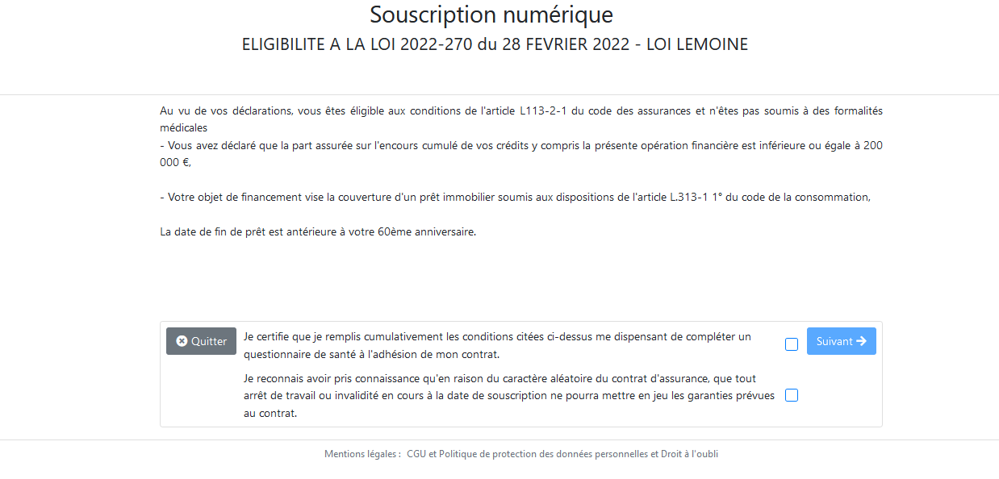 Souscription numérique
ELIGIBILITE A LA LOI 2022-270 du 28 FEVRIER 2022 - LOI LEMOINE
Au vu de vos déclarations, vous êtes éligible aux conditions de l'article L113-2-1 du code des assurances et n'êtes pas soumis à des formalités
médicales
- Vous avez déclaré que la part assurée sur l'encours cumulé de vos crédits y compris la présente opération financière est inférieure ou égale à 200
000 €,
- Votre objet de financement vise la couverture d'un prêt immobilier soumis aux dispositions de l'article L.313-1 1° du code de la consommation,
La date de fin de prêt est antérieure à votre 60ème anniversaire.
Quitter
Je certifie que je remplis cumulativement les conditions citées ci-dessus me dispensant de compléter un
questionnaire de santé à l'adhésion de mon contrat.
Suivant
Je reconnais avoir pris connaissance qu'en raison du caractère aléatoire du contrat d'assurance, que tout
arrêt de travail ou invalidité en cours à la date de souscription ne pourra mettre en jeu les garanties prévues
au contrat.
Mentions légales : CGU et Politique de protection des données personnelles et Droit à l'oubli